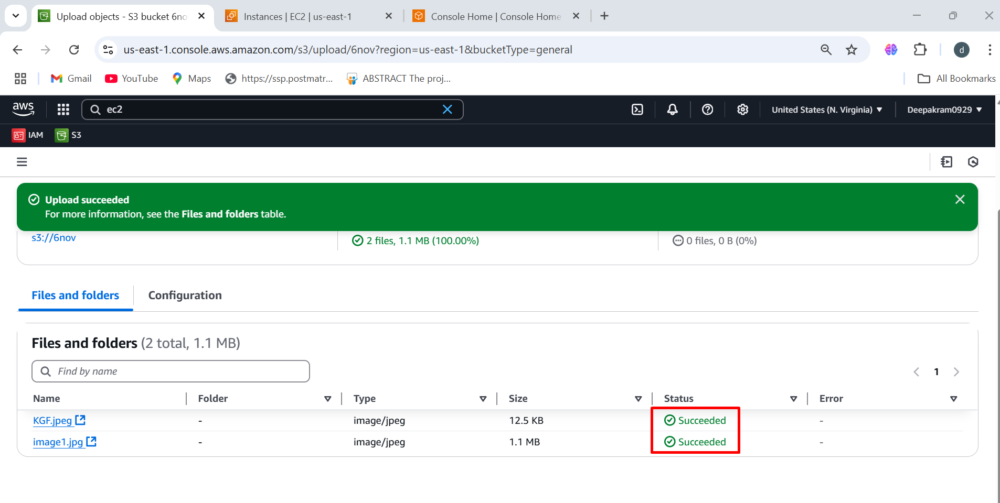 Upload objects - S3 bucket 6no
Instances | EC2 | us-east-1
Console Home | Console Home
us-east-1.console.aws.amazon.com/s3/upload/6nov?region=us-east-1&bucketType=general
d
Gmail
YouTube
Maps
https://ssp.postmatr...
ABSTRACT The proj...
All Bookmarks
aws
ec2
United States (N. Virginia)
Deepakram0929
IAM
S3
Upload succeeded
For more information, see the Files and folders table.
s3://6nov
2 files, 1.1 MB (100.00%)
0 files, 0 B (0%)
Files and folders
Configuration
Files and folders (2 total, 1.1 MB)
Find by name
1
Name Folder Type Size Status Error
KGF.jpeg - image/jpeg 12.5 KB Succeeded -
image1.jpg - image/jpeg 1.1 MB Succeeded -